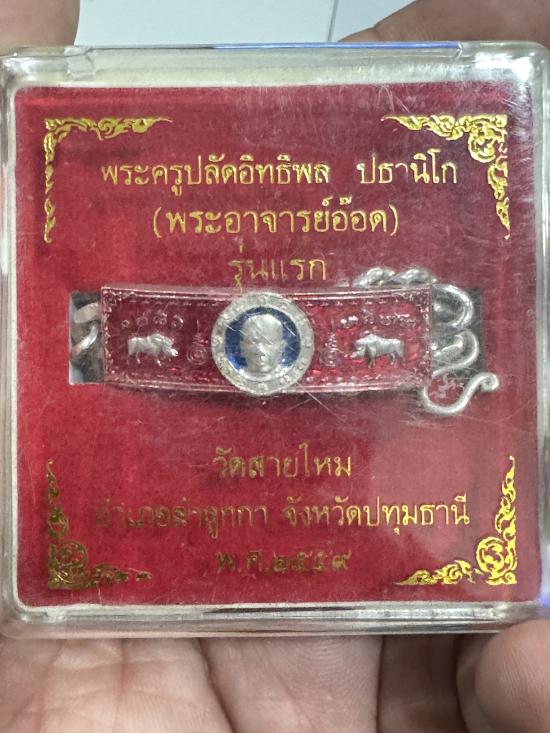 พระครูปลัดอิทธิพล ปธานิโก
(พระอาจารย์อ๊อด)
รุ่นแรก
วัดสายไหม
อำเภอลำลูกกา จังหวัดปทุมธานี
พ.ศ.๒๕๕๙